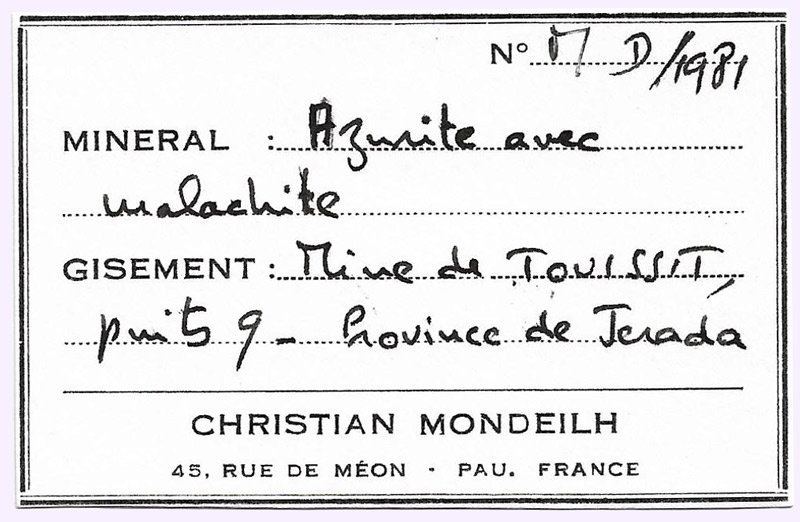 N° M D/1981
MINERAL : Azurite avec
malachite
GISEMENT : Mine de TOUISSIT,
puits 9 - Province de Jerada
CHRISTIAN MONDEILH
45, RUE DE MÉON · PAU. FRANCE